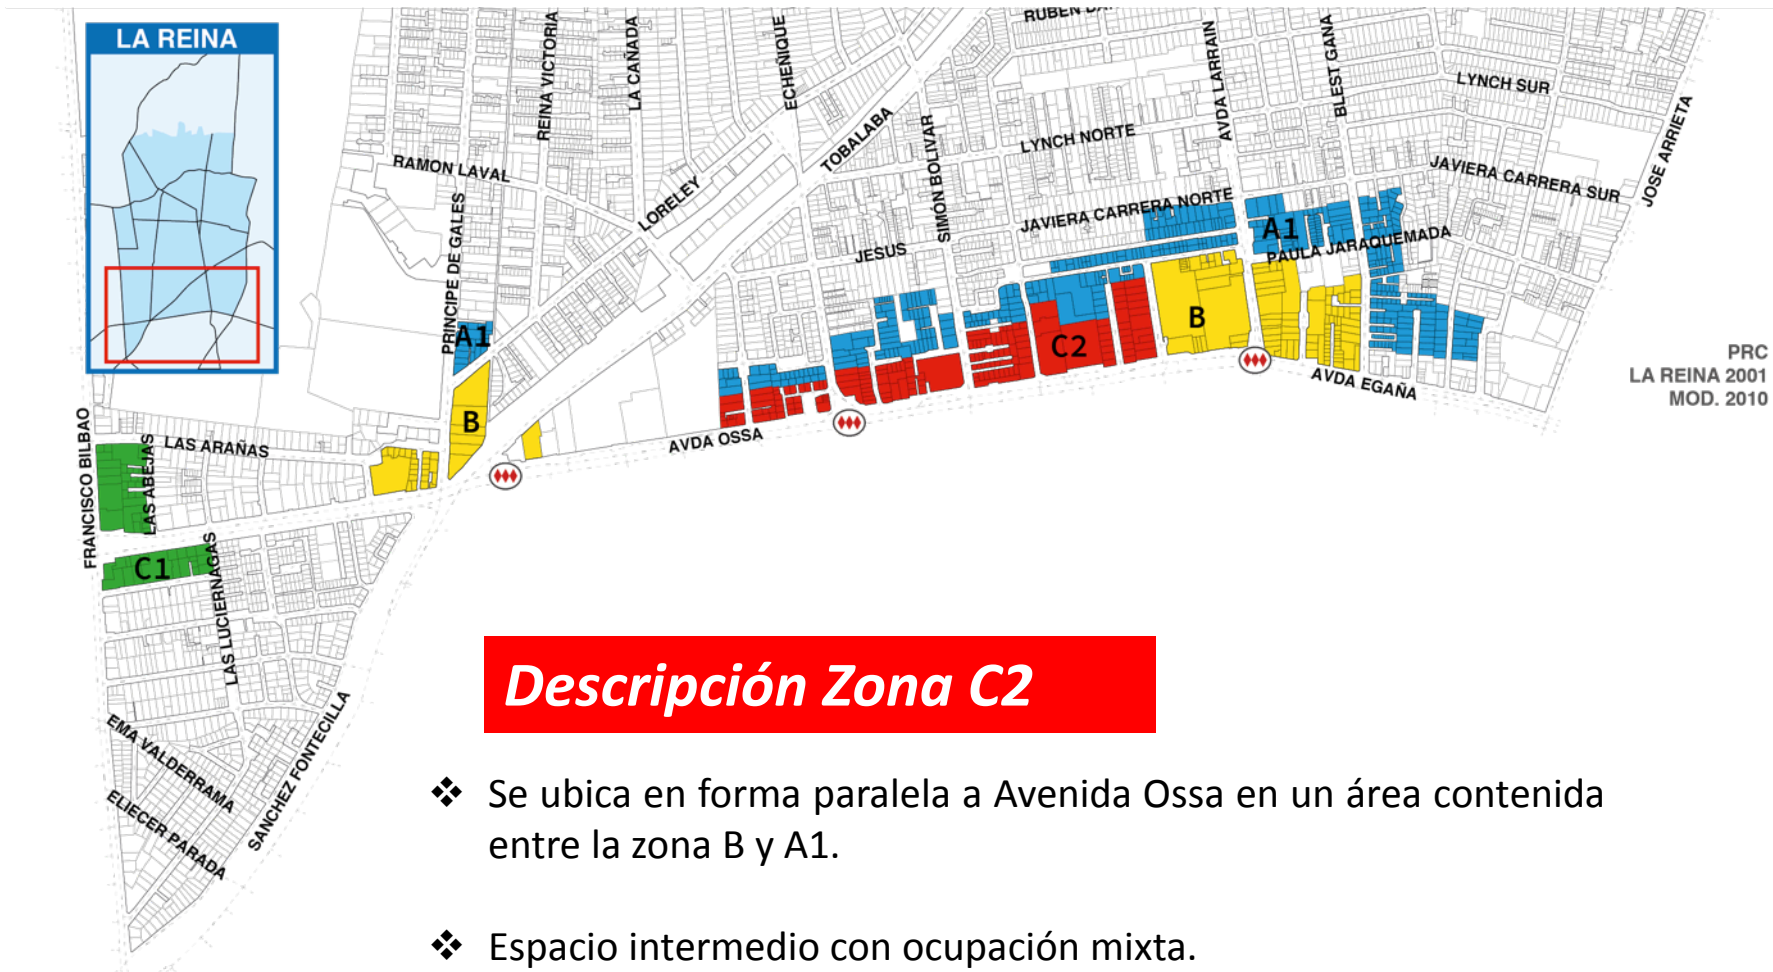 LA REINA
REINA VICTORIA
LA CAÑADA
ECHEÑIQUE
AVDA LARRAIN
BLEST GANA
LYNCH SUR
JOSE ARRIETA
TOBALABA
SIMON BOLIVAR
LYNCH NORTE
RAMON LAVAL
LORELEY
JAVIERA CARRERA SUR
JAVIERA CARRERA NORTE
PRINCIPE DE GALES
JESUS
A1
PAULA JARAQUEMADA
A1
B
C2
PRC
LA REINA 2001
MOD. 2010
AVDA EGAÑA
B
AVDA OSSA
FRANCISCO BILBAO
LAS ABEJAS
LAS ARAÑAS
C1
LAS LUCIERNAGAS
EMA VALDERRAMA
ELIECER PARADA
SANCHEZ FONTECILLA
Descripción Zona C2
❖ Se ubica en forma paralela a Avenida Ossa en un área contenida
entre la zona B y A1.
❖ Espacio intermedio con ocupación mixta.